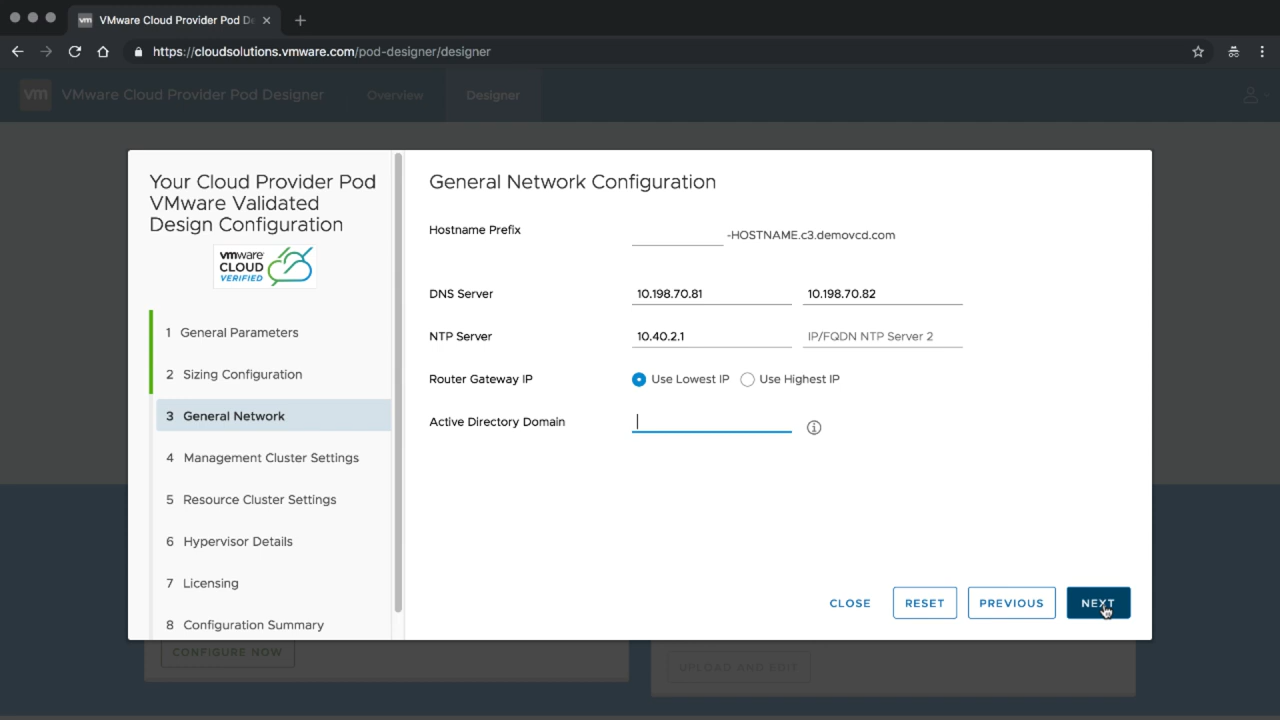 VMware Cloud Provider Pod De
https://cloudsolutions.vmware.com/pod-designer/designer
vm VMware Cloud Provider Pod Designer Overview Designer
Your Cloud Provider Pod
VMware Validated
Design Configuration
vmware
CLOUD
VERIFIED
1 General Parameters
2 Sizing Configuration
3 General Network
4 Management Cluster Settings
5 Resource Cluster Settings
6 Hypervisor Details
7 Licensing
8 Configuration Summary
General Network Configuration
Hostname Prefix -HOSTNAME.c3.demovcd.com
DNS Server 10.198.70.81 10.198.70.82
NTP Server 10.40.2.1 IP/FQDN NTP Server 2
Router Gateway IP Use Lowest IP Use Highest IP
Active Directory Domain
CLOSE RESET PREVIOUS NEXT
CONFIGURE NOW
UPLOAD AND EDIT